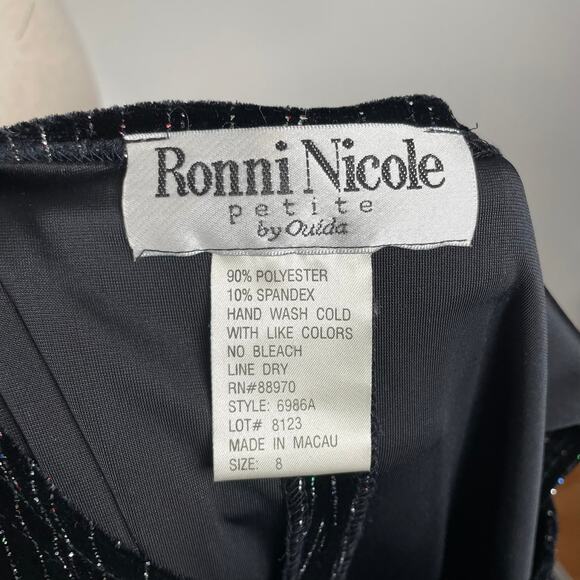 Ronni Nicole
petite
by Ouida
90% POLYESTER
10% SPANDEX
HAND WASH COLD
WITH LIKE COLORS
NO BLEACH
LINE DRY
RN#88970
STYLE: 6986A
LOT# 8123
MADE IN MACAU
SIZE: 8